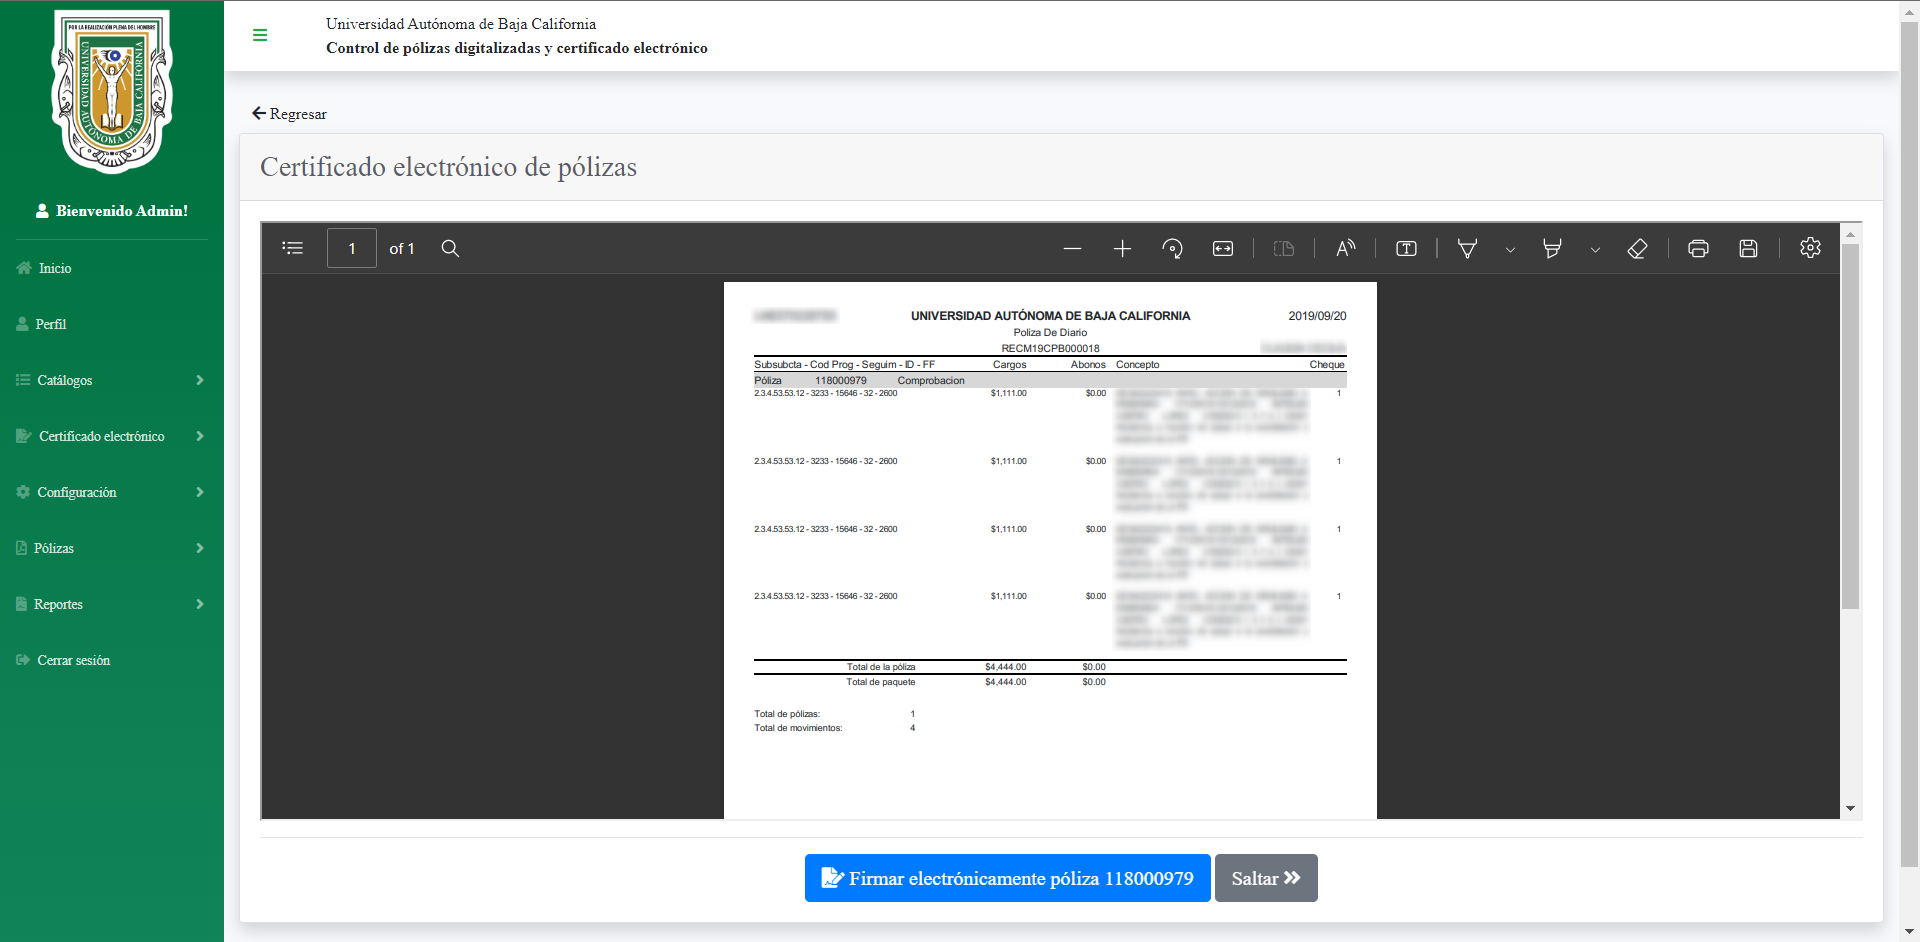 POR LA REALIZACIÓN PLENA DEL HOMBRE
UNIVERSIDAD AUTÓNOMA DE BAJA CALIFORNIA
Bienvenido Admin!
Inicio
Perfil
Catálogos
Certificado electrónico
Configuración
Pólizas
Reportes
Cerrar sesión
Universidad Autónoma de Baja California
Control de pólizas digitalizadas y certificado electrónico
Regresar
Certificado electrónico de pólizas
1 of 1
UNIVERSIDAD AUTÓNOMA DE BAJA CALIFORNIA 2019/09/20
Poliza De Diario
RECM19CPB000018
Subsubcta - Cod Prog - Seguim - ID - FF Cargos Abonos Concepto Cheque
Póliza 118000979 Comprobacion
2.3.4.53.53.12 - 3233 - 15646 - 32 - 2600 $1,111.00 $0.00 1
2.3.4.53.53.12 - 3233 - 15646 - 32 - 2600 $1,111.00 $0.00 1
2.3.4.53.53.12 - 3233 - 15646 - 32 - 2600 $1,111.00 $0.00 1
2.3.4.53.53.12 - 3233 - 15646 - 32 - 2600 $1,111.00 $0.00 1
Total de la póliza $4,444.00 $0.00
Total de paquete $4,444.00 $0.00
Total de pólizas: 1
Total de movimientos: 4
Firmar electrónicamente póliza 118000979
Saltar